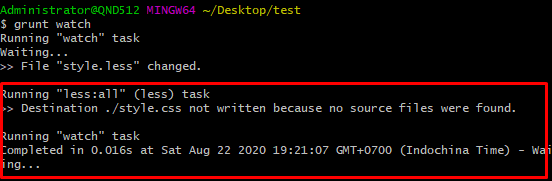 Administrator@QND512 MINGW64 ~/Desktop/test
$ grunt watch
Running "watch" task
Waiting...
>> File "style.less" changed.
Running "less:all" (less) task
>> Destination ./style.css not written because no source files were found.
Running "watch" task
Completed in 0.016s at Sat Aug 22 2020 19:21:07 GMT+0700 (Indochina Time) - Wai
ing...